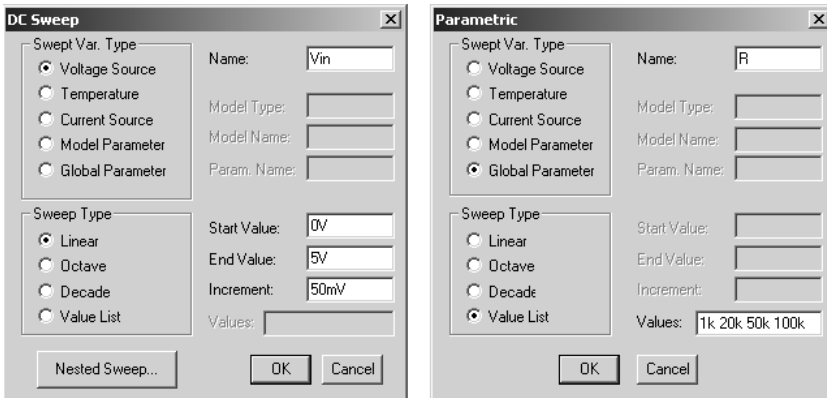 DC Sweep
Swept Var. Type
Voltage Source
Temperature
Current Source
Model Parameter
Global Parameter
Name: Vin
Model Type:
Model Name:
Param. Name:
Sweep Type
Linear
Octave
Decade
Value List
Start Value: 0V
End Value: 5V
Increment: 50mV
Values:
Nested Sweep...
OK
Cancel
Parametric
Swept Var. Type
Voltage Source
Temperature
Current Source
Model Parameter
Global Parameter
Name: R
Model Type:
Model Name:
Param. Name:
Sweep Type
Linear
Octave
Decade
Value List
Start Value:
End Value:
Increment:
Values: 1k 20k 50k 100k
OK
Cancel